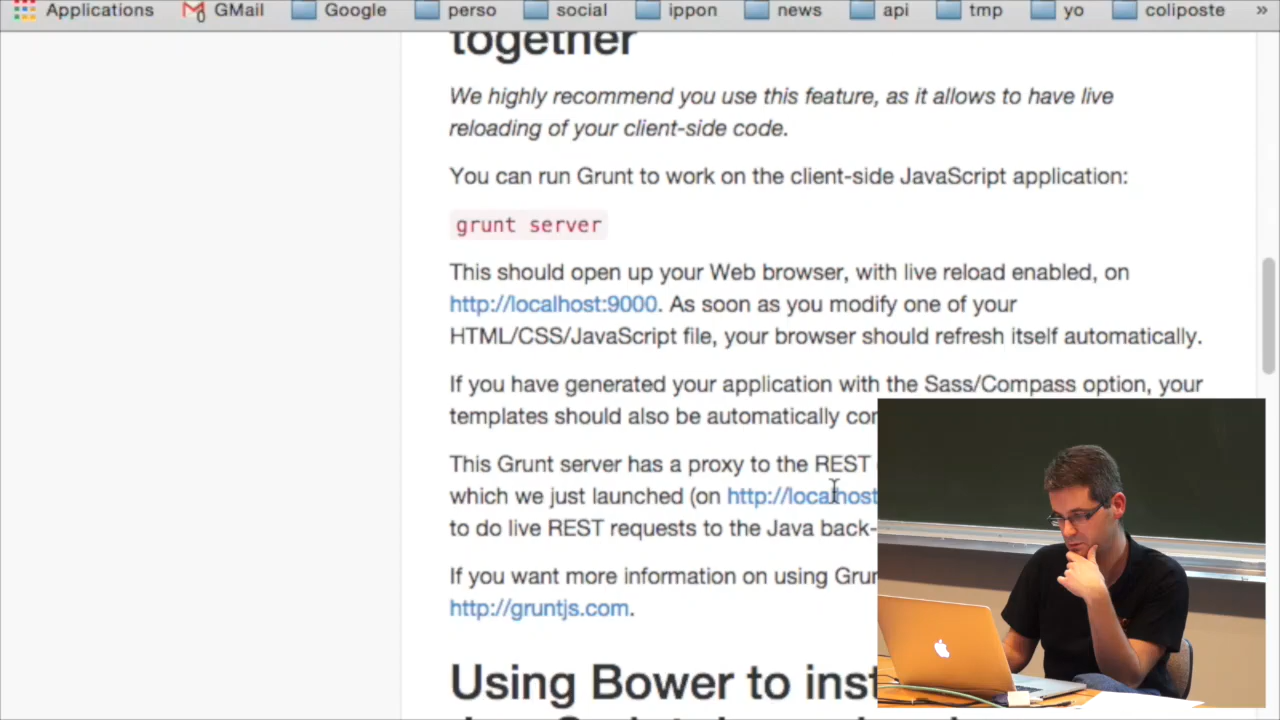 Applications GMail Google perso social ippon news api tmp yo coliposte »
together
We highly recommend you use this feature, as it allows to have live
reloading of your client-side code.
You can run Grunt to work on the client-side JavaScript application:
grunt server
This should open up your Web browser, with live reload enabled, on
http://localhost:9000. As soon as you modify one of your
HTML/CSS/JavaScript file, your browser should refresh itself automatically.
If you have generated your application with the Sass/Compass option, your
templates should also be automatically
This Grunt server has a proxy to the REST
which we just launched (on http://localhost
to do live REST requests to the Java back-
If you want more information on using
http://gruntjs.com.
Using Bower to